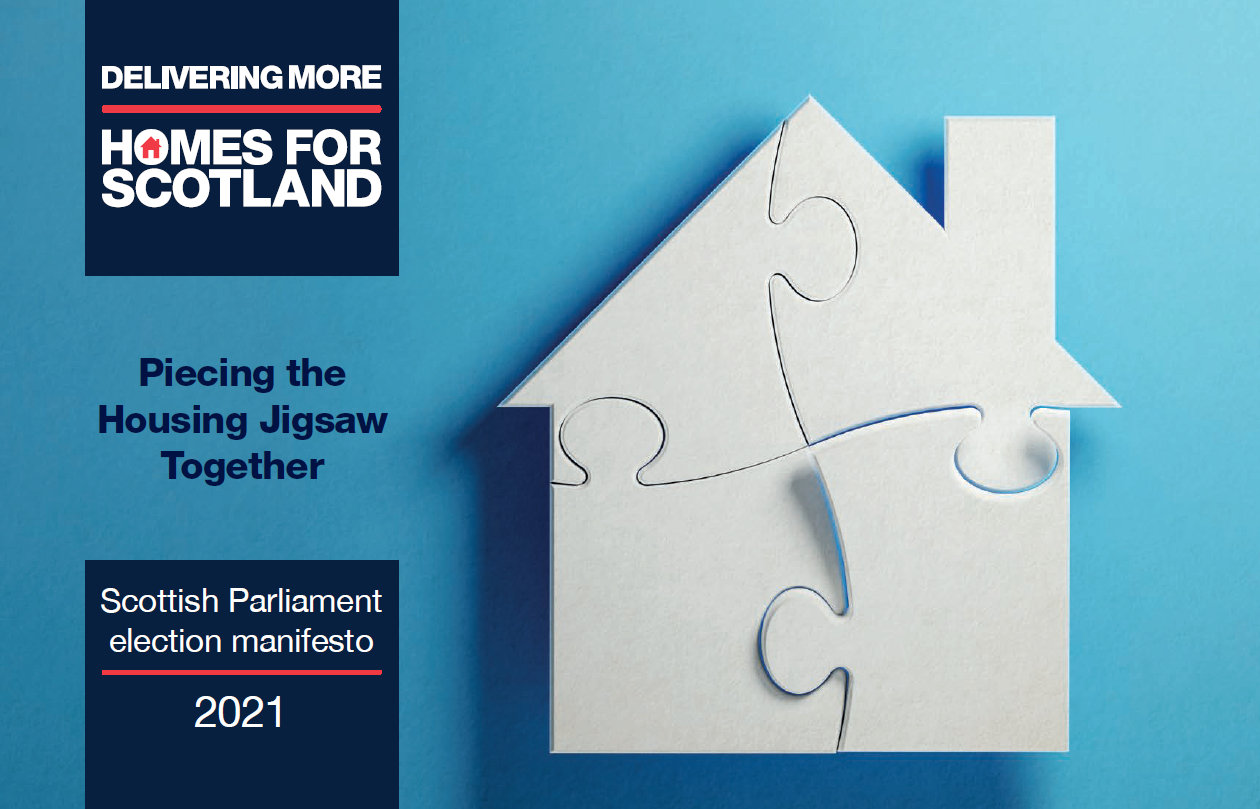 DELIVERING MORE
HOMES FOR
SCOTLAND
Piecing the
Housing Jigsaw
Together
Scottish Parliament
election manifesto
2021